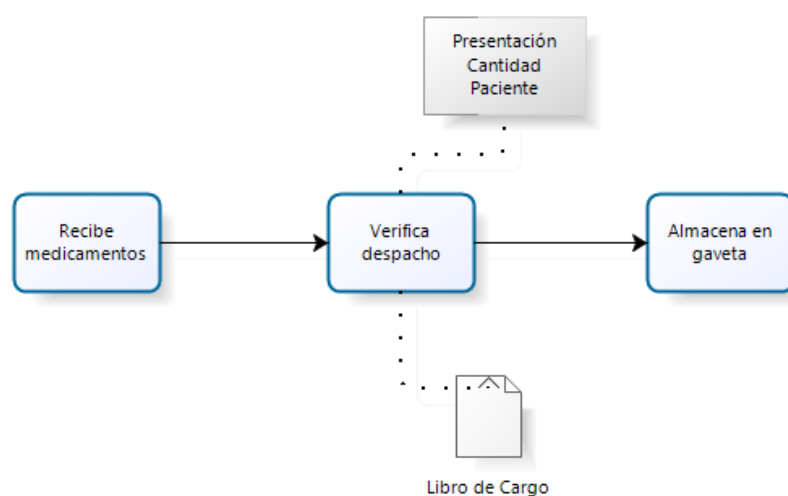 Presentación
Cantidad
Paciente
Recibe
medicamentos
Verifica
despacho
Almacena en
gaveta
Libro de Cargo